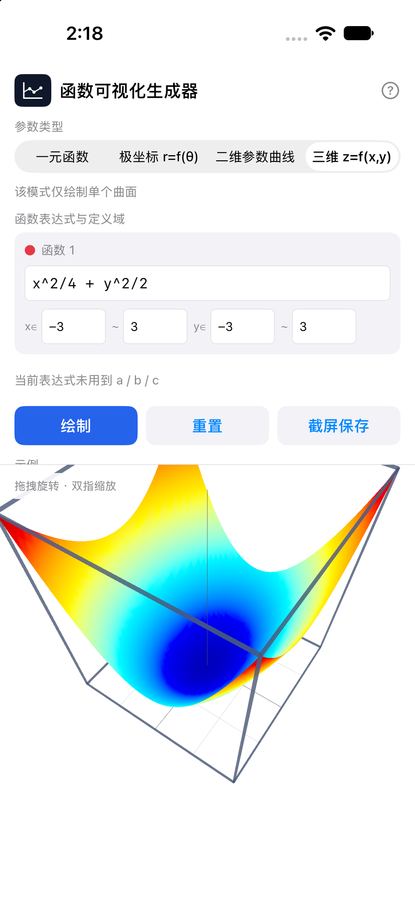 2:18
函数可视化生成器
?
参数类型
一元函数 极坐标 r=f(θ) 二维参数曲线 三维 z=f(x,y)
该模式仅绘制单个曲面
函数表达式与定义域
函数 1
x^2/4 + y^2/2
x∈ −3 ~ 3 y∈ −3 ~ 3
当前表达式未用到 a / b / c
绘制 重置 截屏保存
示例
拖拽旋转 · 双指缩放